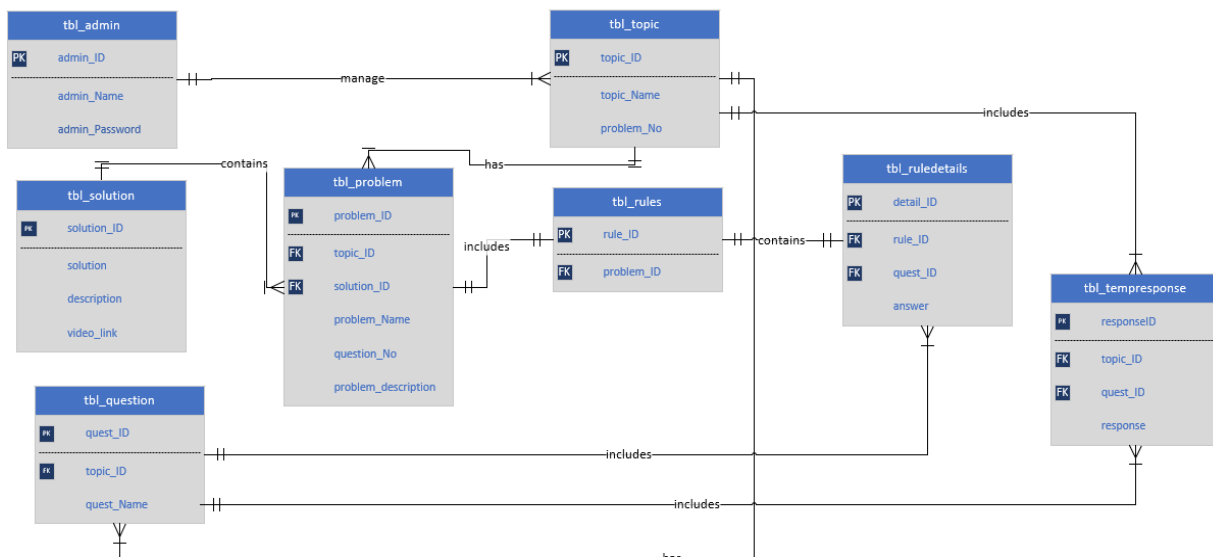 tbl_admin
PK admin_ID
admin_Name
admin_Password
manage
tbl_topic
PK topic_ID
topic_Name
problem_No
includes
contains
has
tbl_solution
PK solution_ID
solution
description
video_link
tbl_problem
PK problem_ID
FK topic_ID
FK solution_ID
problem_Name
question_No
problem_description
includes
tbl_rules
PK rule_ID
FK problem_ID
contains
tbl_ruledetails
PK detail_ID
FK rule_ID
FK quest_ID
answer
tbl_tempresponse
PK responseID
FK topic_ID
FK quest_ID
response
tbl_question
PK quest_ID
FK topic_ID
quest_Name
includes
includes
has